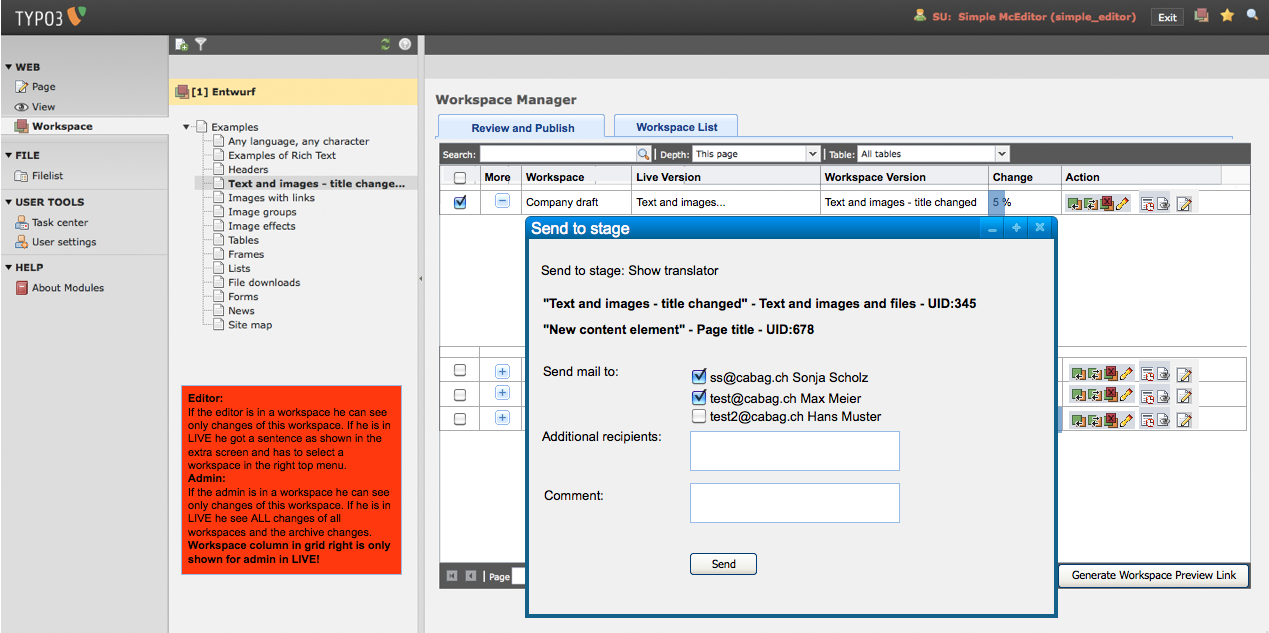 TYPO3
SU: Simple McEditor (simple_editor)
Exit
WEB
Page
View
Workspace
FILE
Filelist
USER TOOLS
Task center
User settings
HELP
About Modules
[1] Entwurf
Examples
Any language, any character
Examples of Rich Text
Headers
Text and images - title change...
Images with links
Image groups
Image effects
Tables
Frames
Lists
File downloads
Forms
News
Site map
Editor:
If the editor is in a workspace he can see
only changes of this workspace. If he is in
LIVE he got a sentence as shown in the
extra screen and has to select a
workspace in the right top menu.
Admin:
If the admin is in a workspace he can see
only changes of this workspace. If he is in
LIVE he see ALL changes of all
workspaces and the archive changes.
Workspace column in grid right is only
shown for admin in LIVE!
Workspace Manager
Review and Publish
Workspace List
Search:
Depth: This page
Table: All tables
More Workspace Live Version Workspace Version Change Action
Company draft Text and images... Text and images - title changed 5 %
Send to stage
Send to stage: Show translator
"Text and images - title changed" - Text and images and files - UID:345
"New content element" - Page title - UID:678
Send mail to:
ss@cabag.ch Sonja Scholz
test@cabag.ch Max Meier
test2@cabag.ch Hans Muster
Additional recipients:
Comment:
Send
Page
Generate Workspace Preview Link